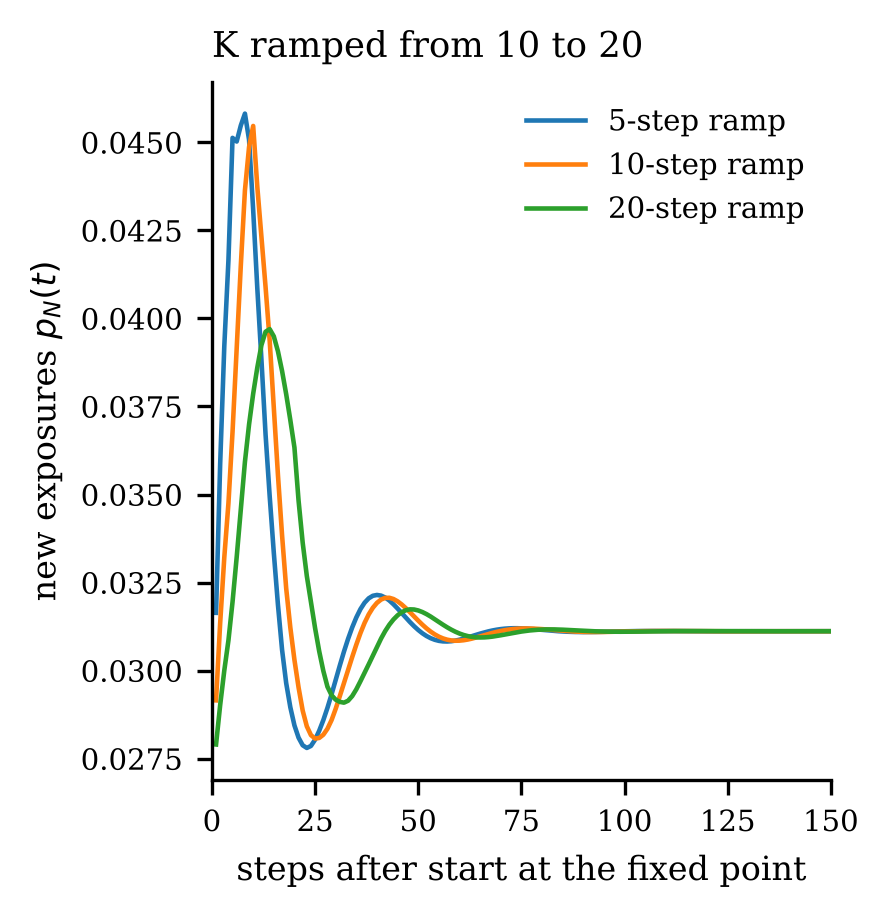 K ramped from 10 to 20
5-step ramp
10-step ramp
20-step ramp
new exposures p_N(t)
0.0450
0.0425
0.0400
0.0375
0.0350
0.0325
0.0300
0.0275
0 25 50 75 100 125 150
steps after start at the fixed point